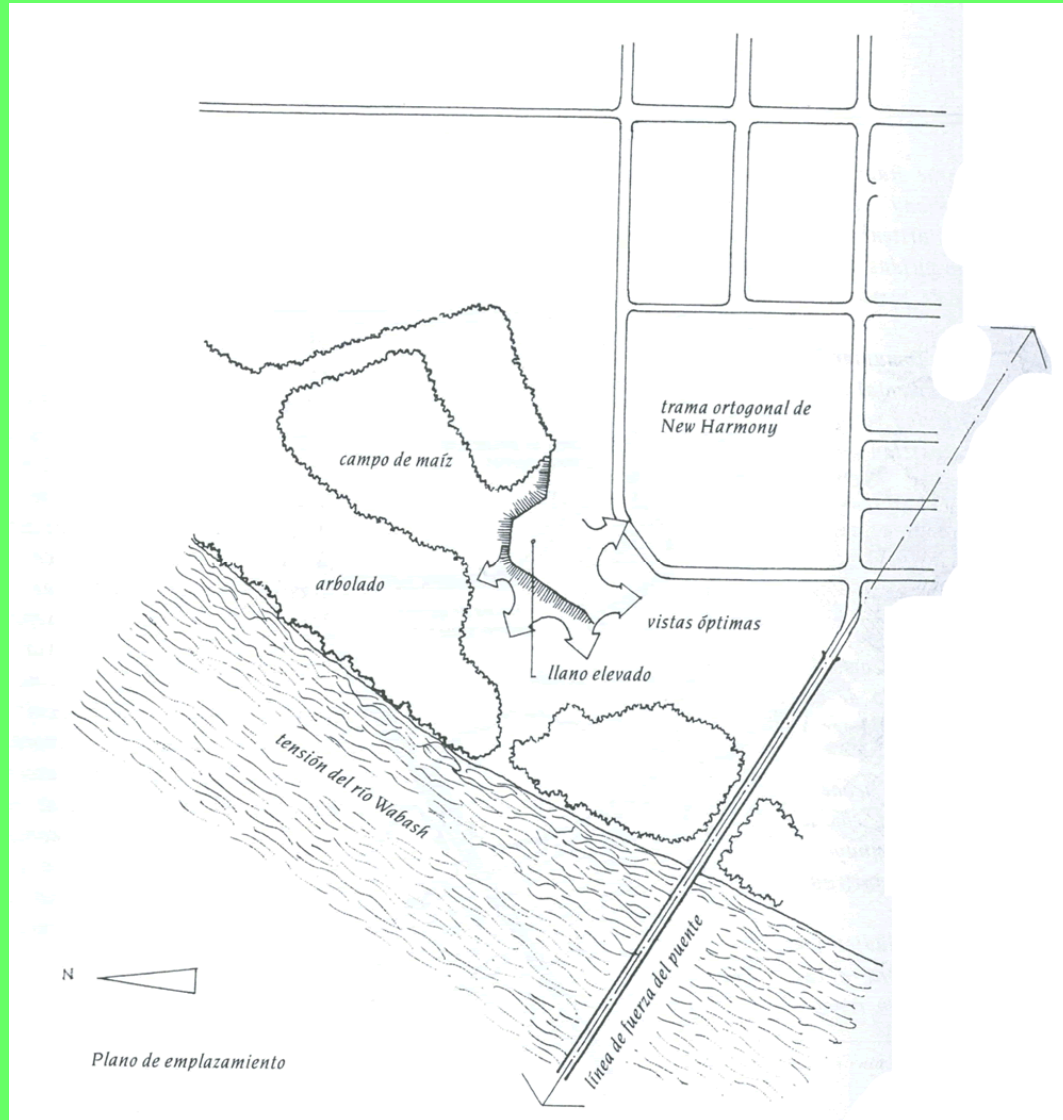 trama ortogonal de
New Harmony
campo de maíz
arbolado
vistas óptimas
llano elevado
tensión del río Wabash
línea de fuerza del puente
N
Plano de emplazamiento